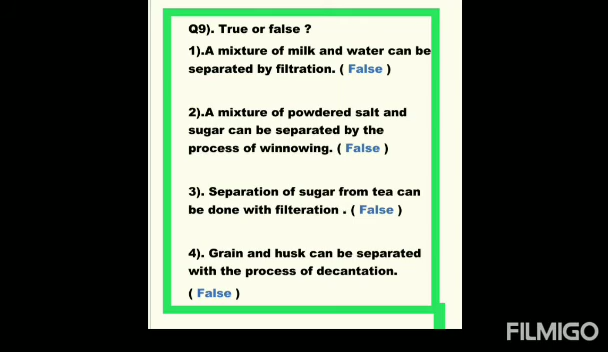 Q9). True or false ?
1).A mixture of milk and water can be
separated by filtration. ( False )
2).A mixture of powdered salt and
sugar can be separated by the
process of winnowing. ( False )
3). Separation of sugar from tea can
be done with filteration . ( False )
4). Grain and husk can be separated
with the process of decantation.
( False )
FILMIGO